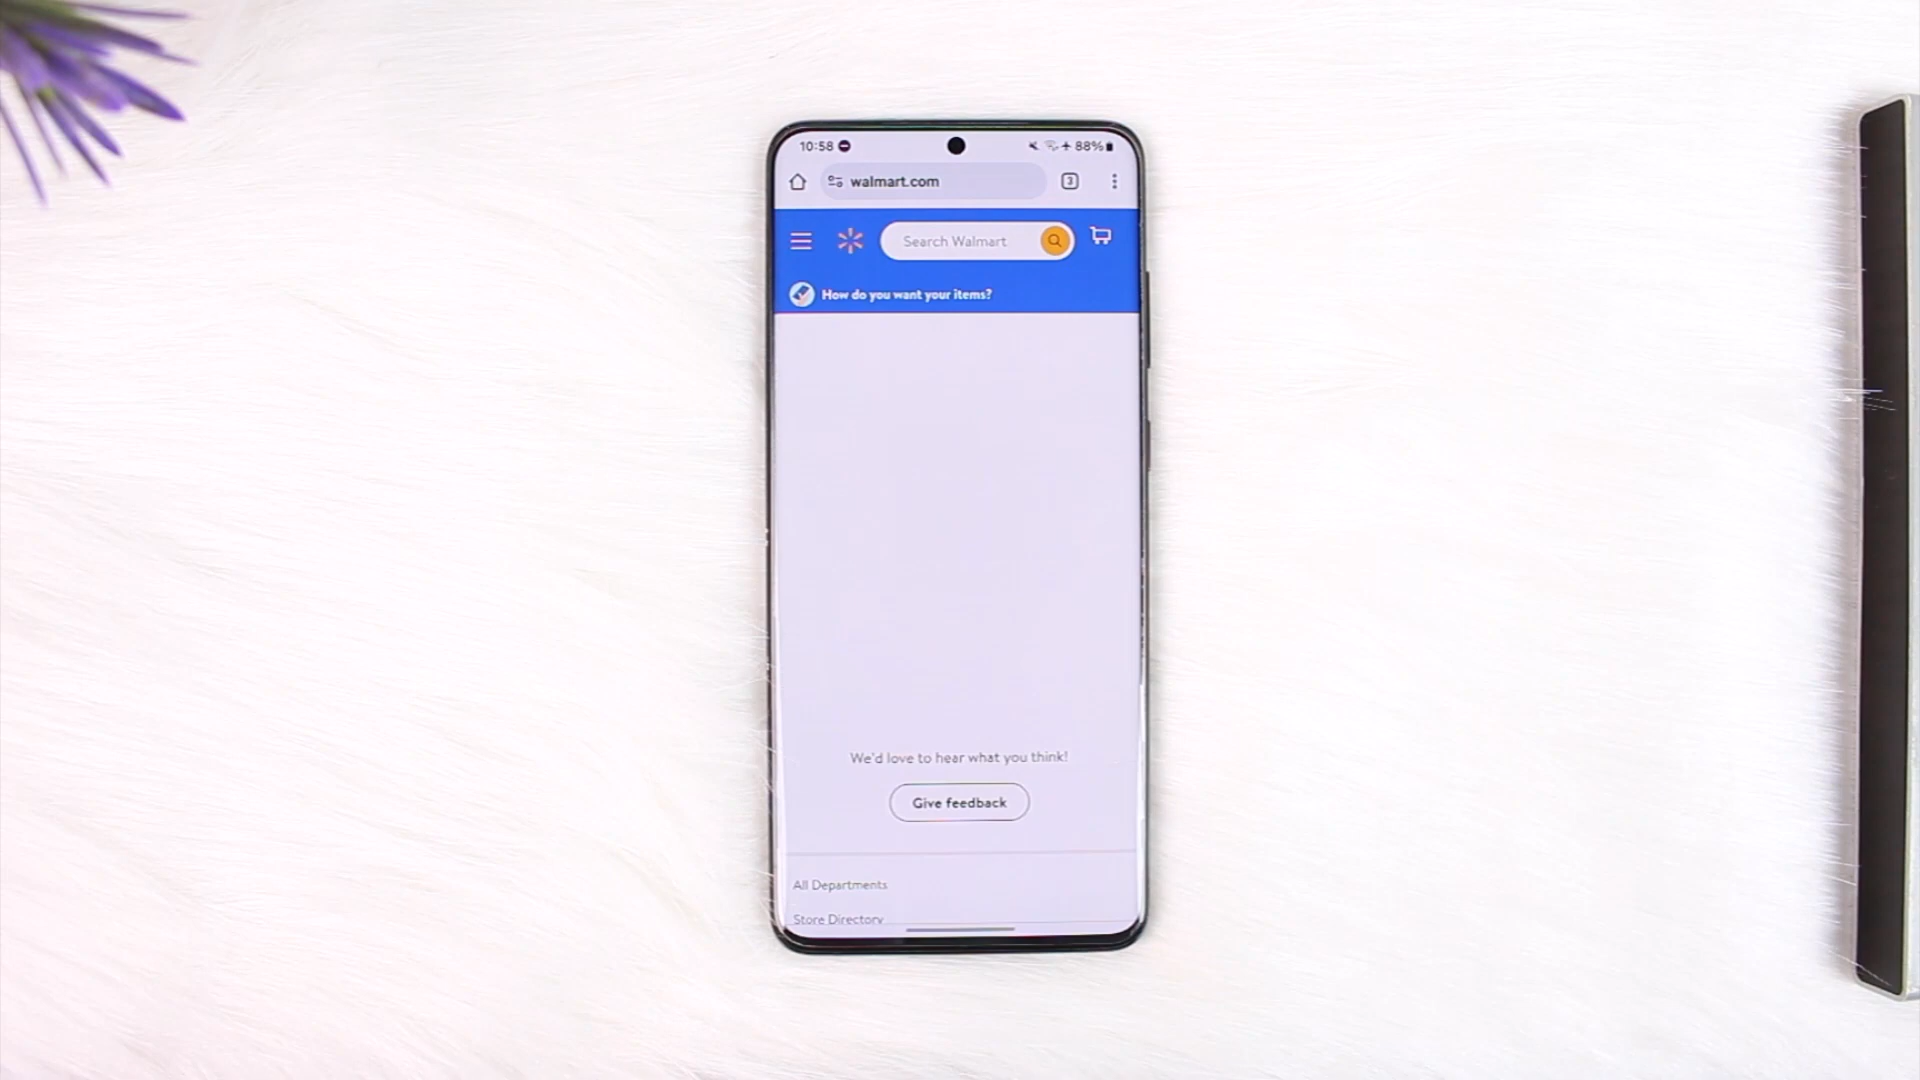 10:58 88%
walmart.com 3
Search Walmart
How do you want your items?
We'd love to hear what you think!
Give feedback
All Departments
Store Directory